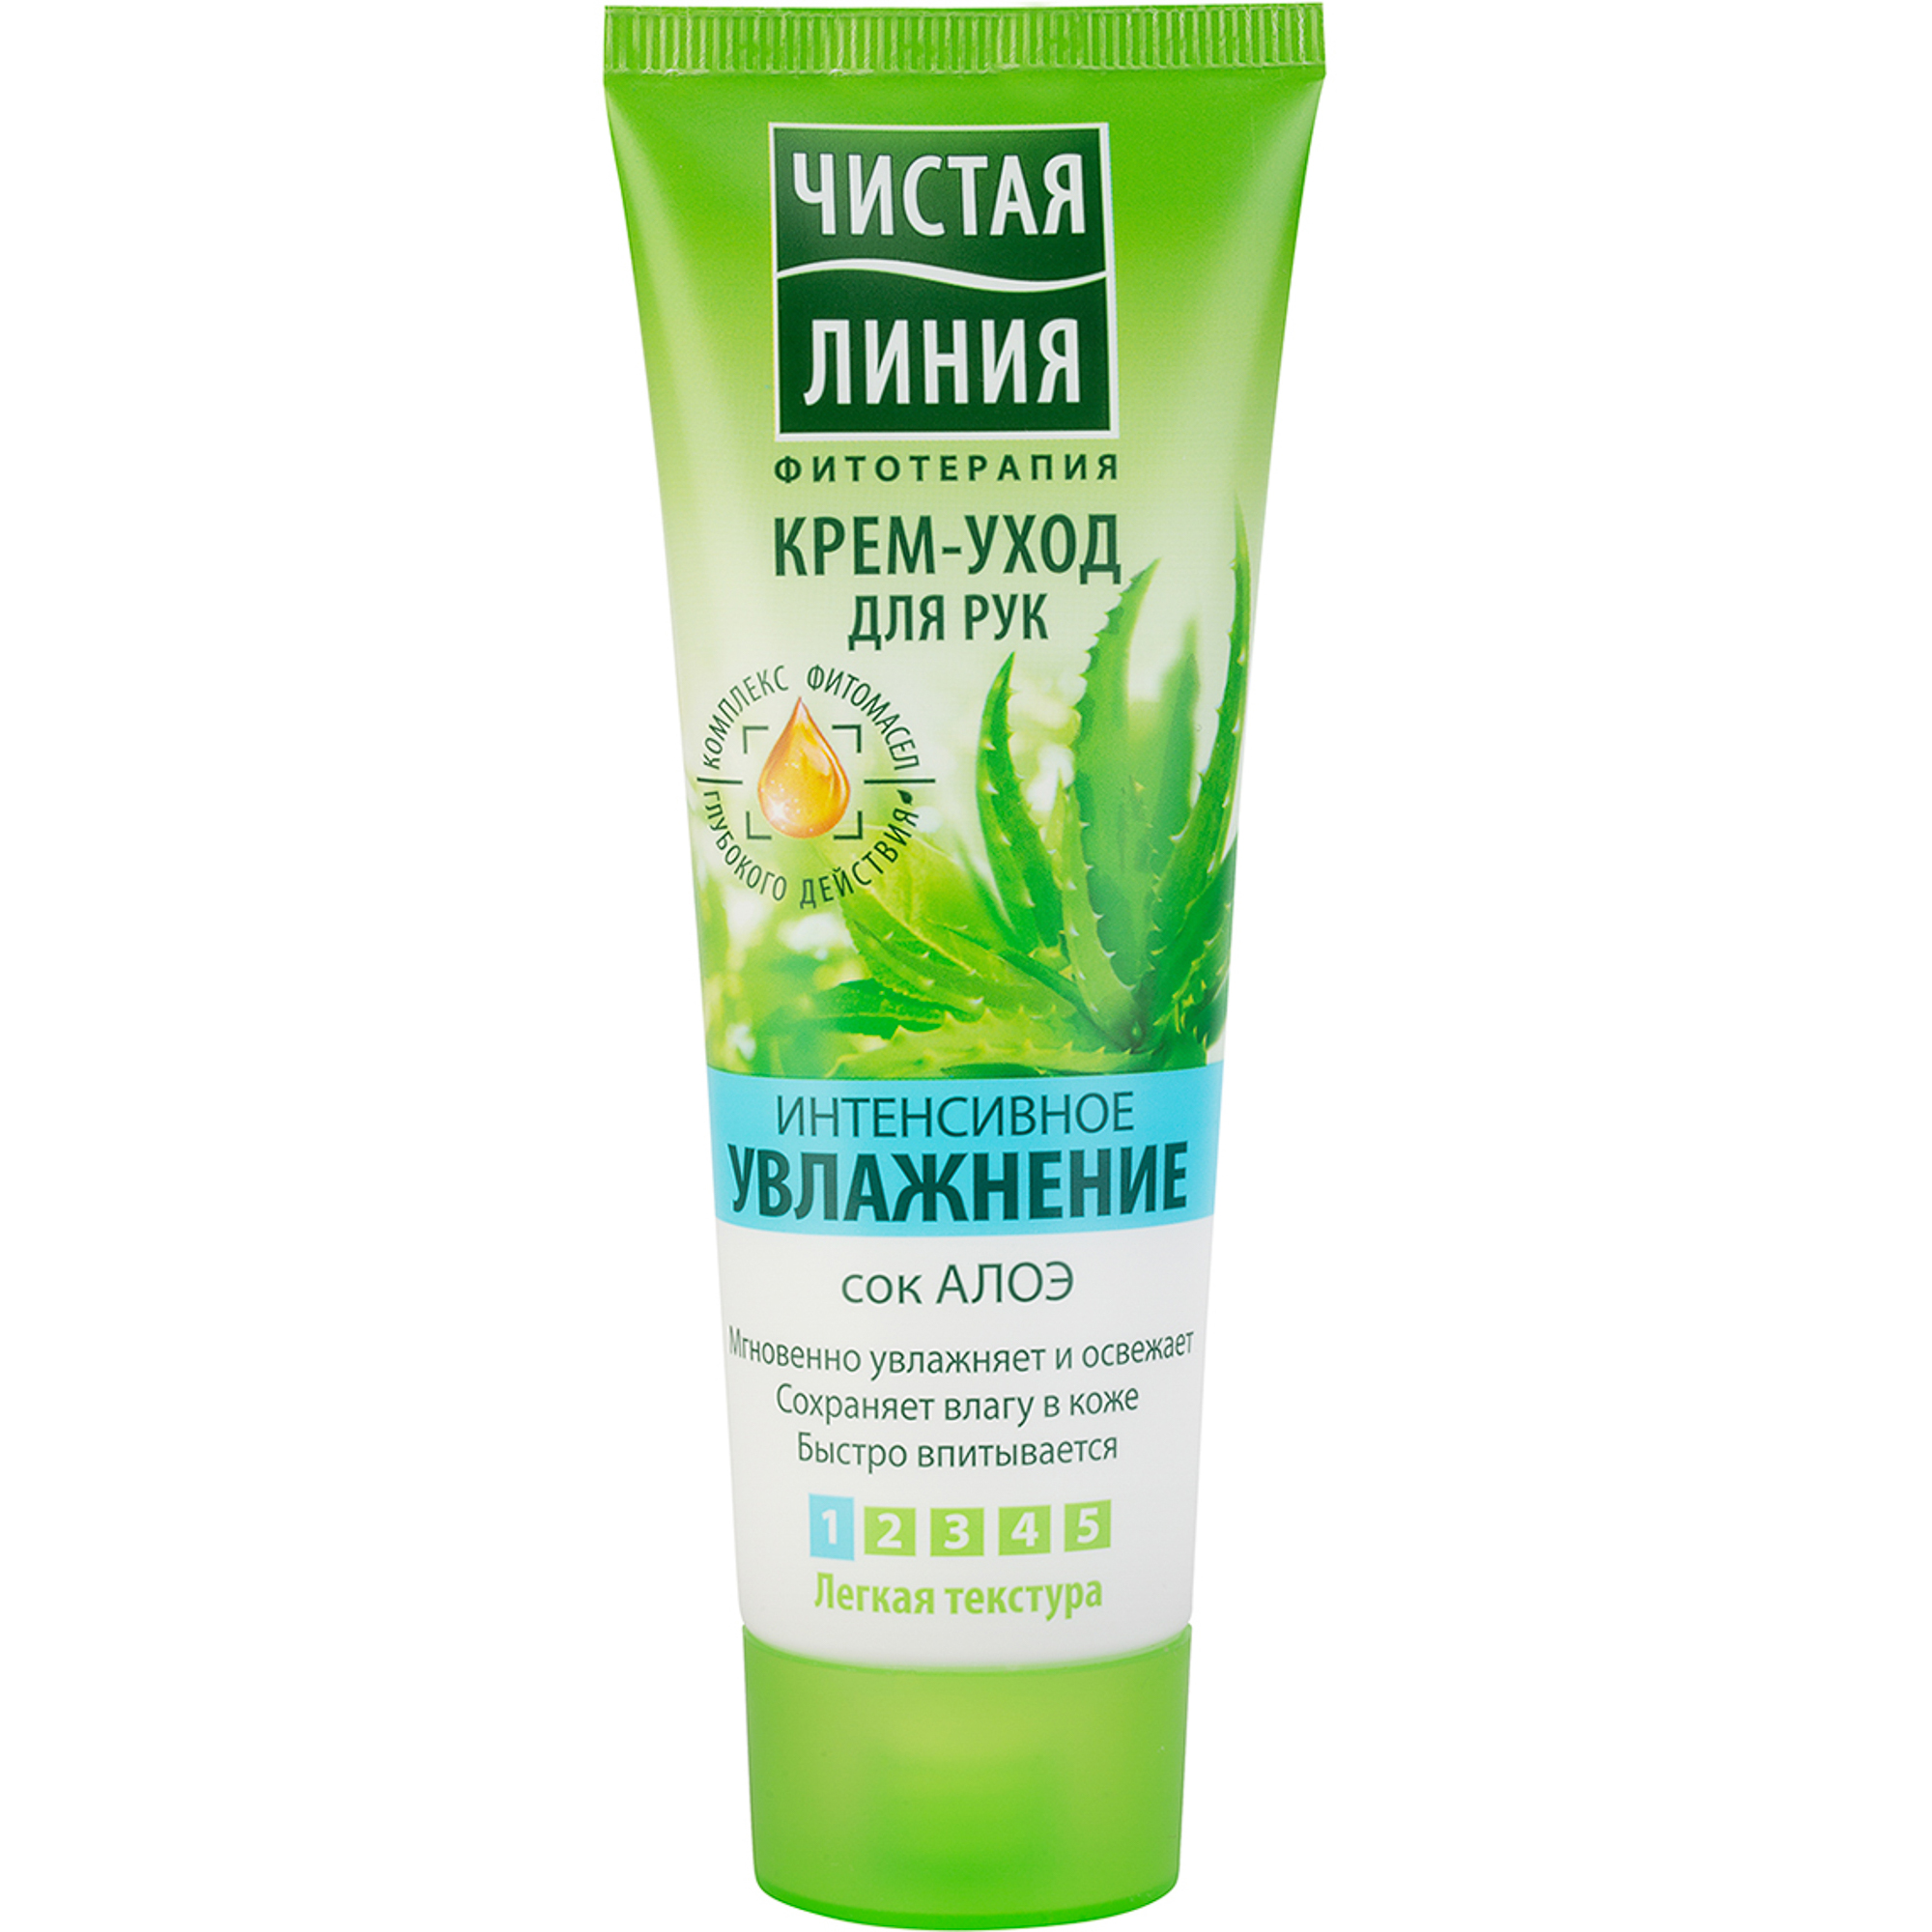 ЧИСТАЯ
ЛИНИЯ
ФИТОТЕРАПИЯ
КРЕМ-УХОД
ДЛЯ РУК
КОМПЛЕКС ФИТОМАСЕЛ
ГЛУБОКОГО ДЕЙСТВИЯ
ИНТЕНСИВНОЕ
УВЛАЖНЕНИЕ
сок АЛОЭ
Мгновенно увлажняет и освежает
Сохраняет влагу в коже
Быстро впитывается
1 2 3 4 5
Легкая текстура